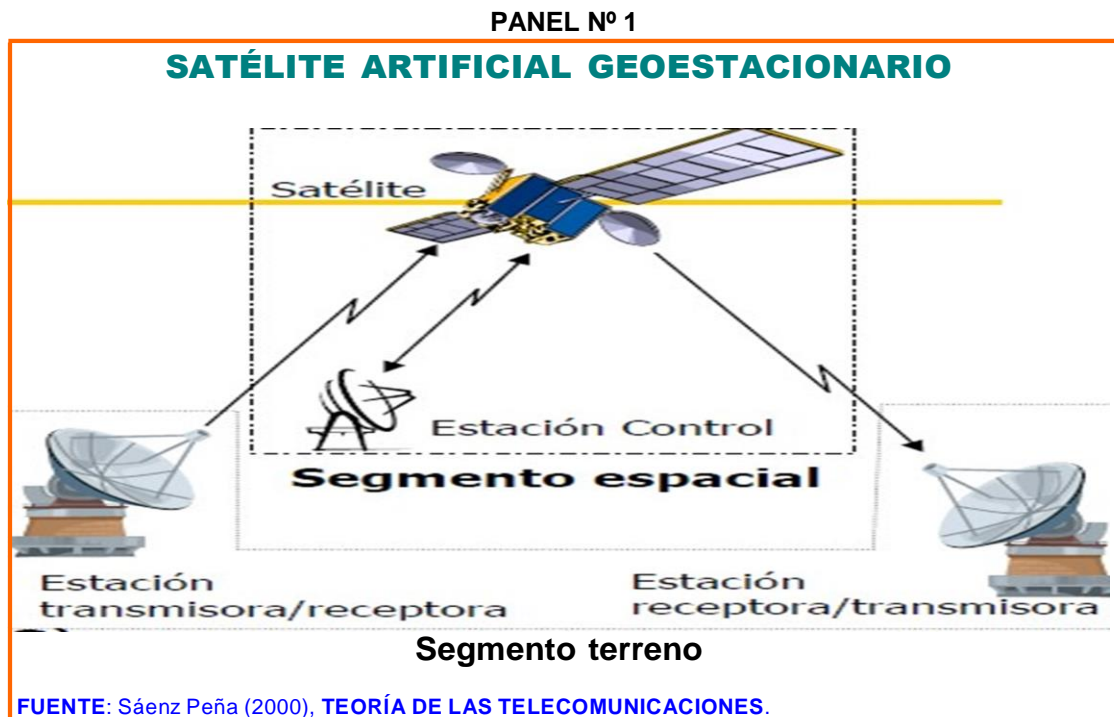 PANEL Nº 1
SATÉLITE ARTIFICIAL GEOESTACIONARIO
Satélite
Estación Control
Segmento espacial
Estación
transmisora/receptora
Estación
receptora/transmisora
Segmento terreno
FUENTE: Sáenz Peña (2000), TEORÍA DE LAS TELECOMUNICACIONES.